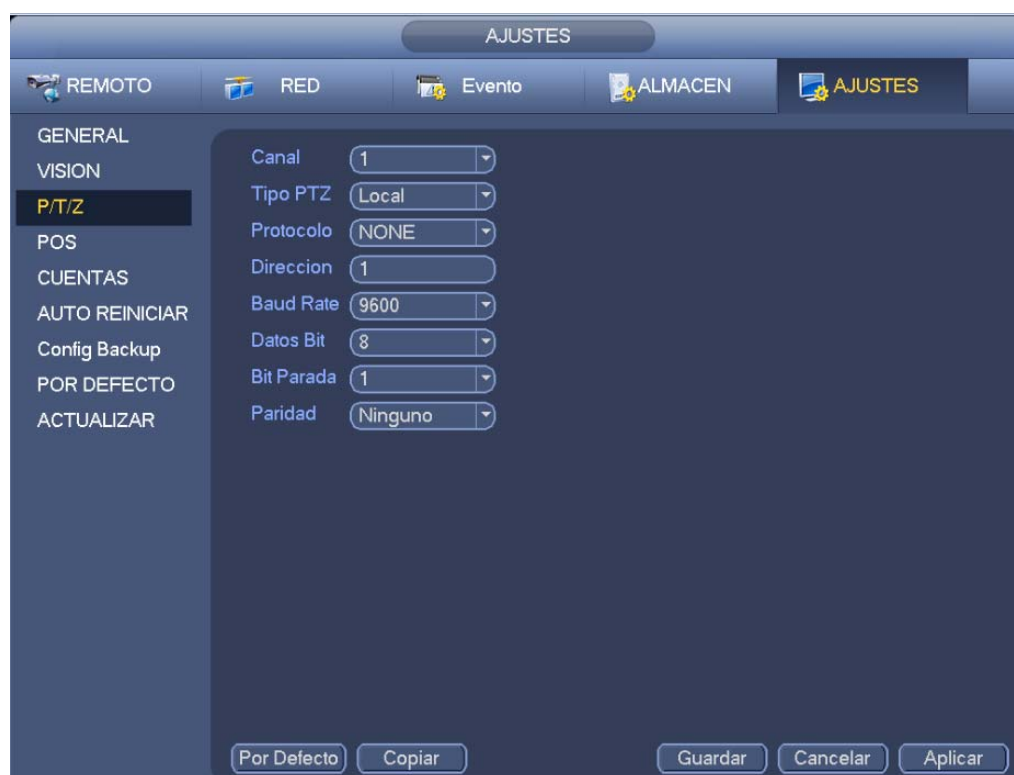 AJUSTES
REMOTO RED Evento ALMACEN AJUSTES
GENERAL
VISION
P/T/Z
POS
CUENTAS
AUTO REINICIAR
Config Backup
POR DEFECTO
ACTUALIZAR
Canal 1
Tipo PTZ Local
Protocolo NONE
Direccion 1
Baud Rate 9600
Datos Bit 8
Bit Parada 1
Paridad Ninguno
Por Defecto Copiar Guardar Cancelar Aplicar